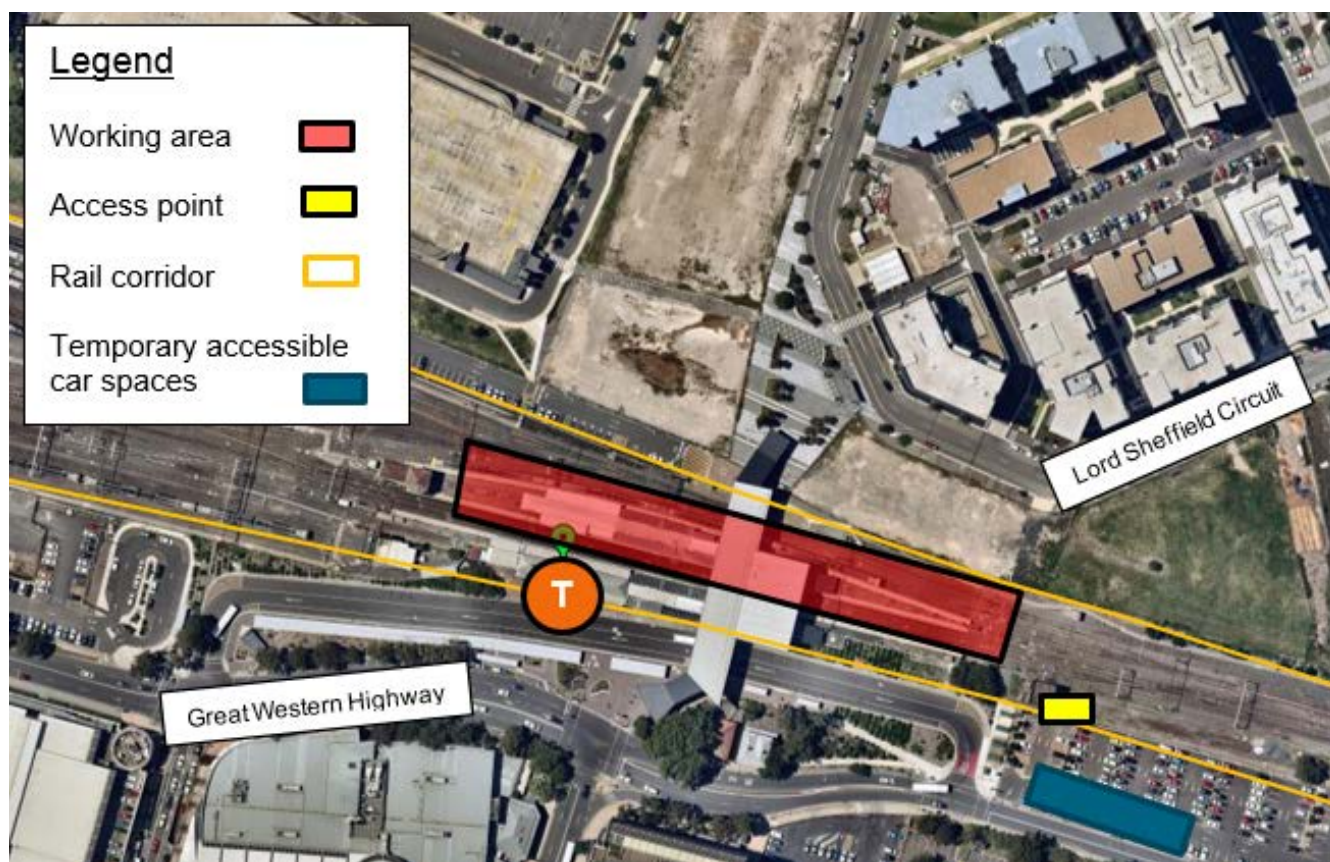 Legend
Working area
Access point
Rail corridor
Temporary accessible
car spaces
Lord Sheffield Circuit
T
Great Western Highway